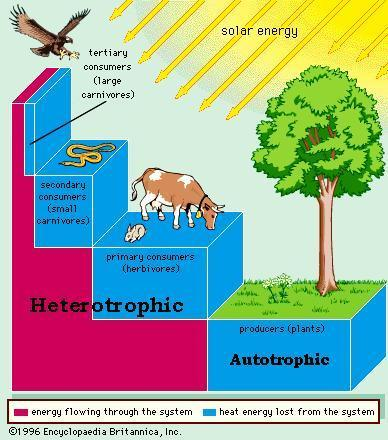 solar energy
tertiary
consumers
(large
carnivores)
secondary
consumers
(small
carnivores)
primary consumers
(herbivores)
Heterotrophic
producers (plants)
Autotrophic
energy flowing through the system
heat energy lost from the system
©1996 Encyclopaedia Britannica, Inc.